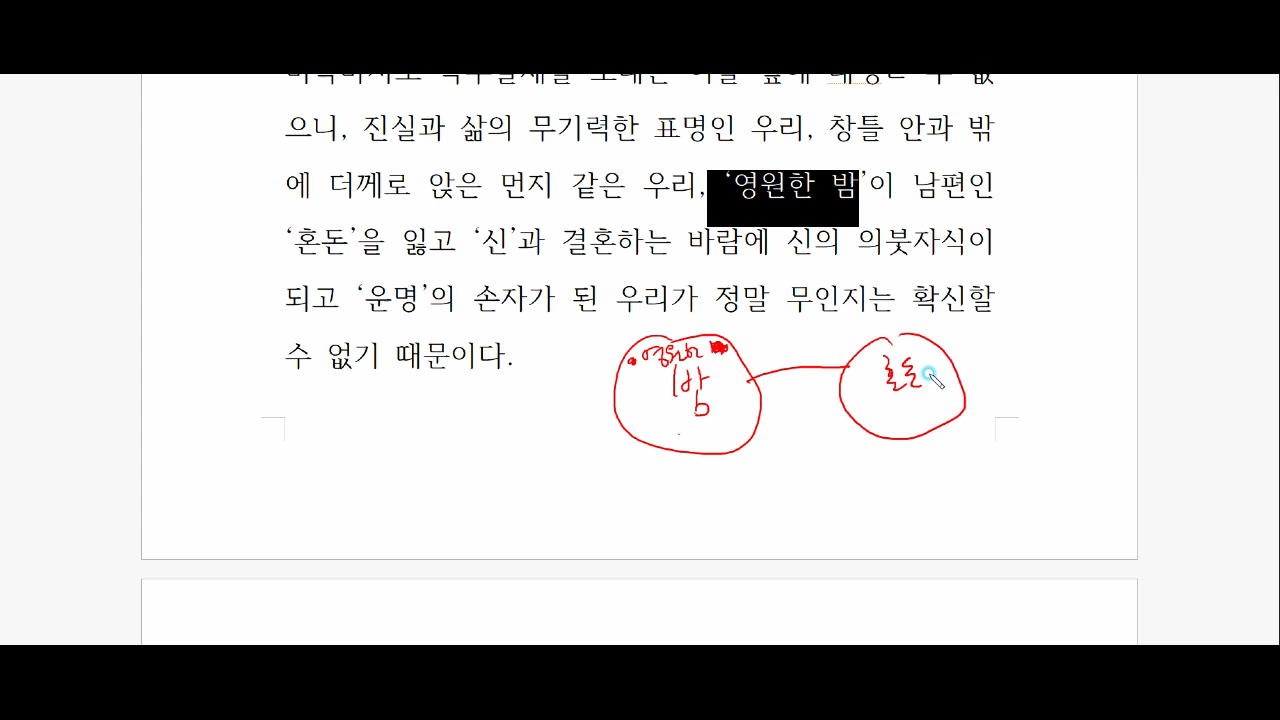 으니, 진실과 삶의 무기력한 표명인 우리, 창틀 안과 밖
에 더께로 앉은 먼지 같은 우리, ‘영원한 밤’이 남편인
‘혼돈’을 잃고 ‘신’과 결혼하는 바람에 신의 의붓자식이
되고 ‘운명’의 손자가 된 우리가 정말 무인지는 확신할
수 없기 때문이다.
영원한
밤
혼돈